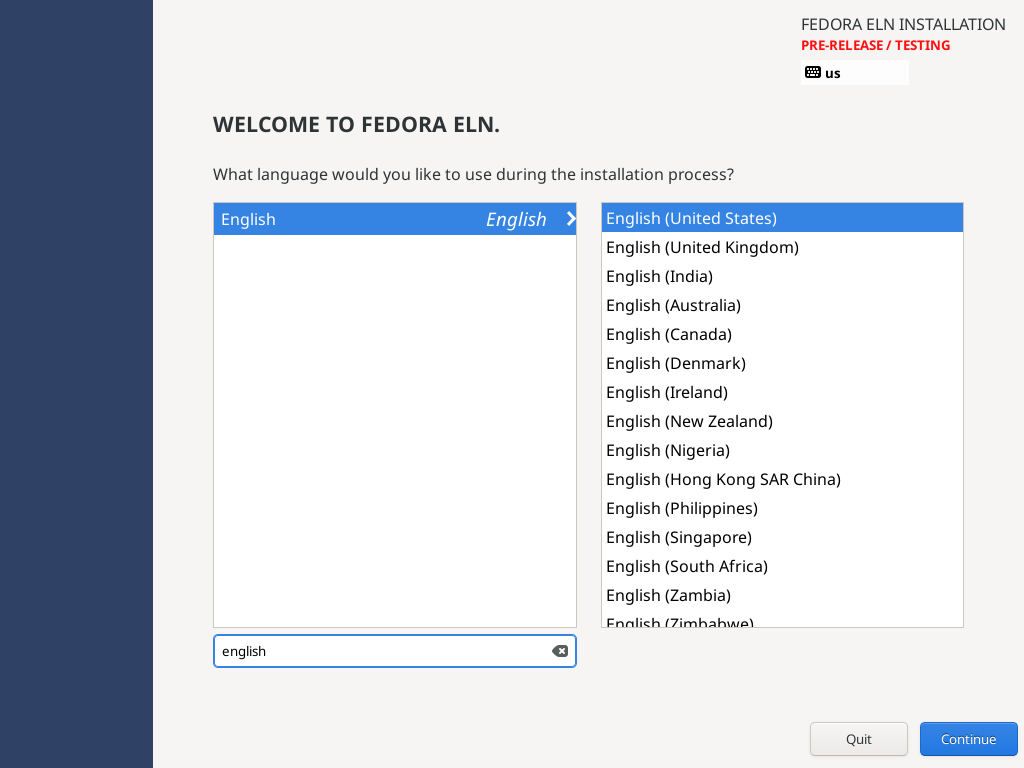 FEDORA ELN INSTALLATION
PRE-RELEASE / TESTING
us
WELCOME TO FEDORA ELN.
What language would you like to use during the installation process?
English English
English (United States)
English (United Kingdom)
English (India)
English (Australia)
English (Canada)
English (Denmark)
English (Ireland)
English (New Zealand)
English (Nigeria)
English (Hong Kong SAR China)
English (Philippines)
English (Singapore)
English (South Africa)
English (Zambia)
English (Zimbabwe)
english
Quit Continue